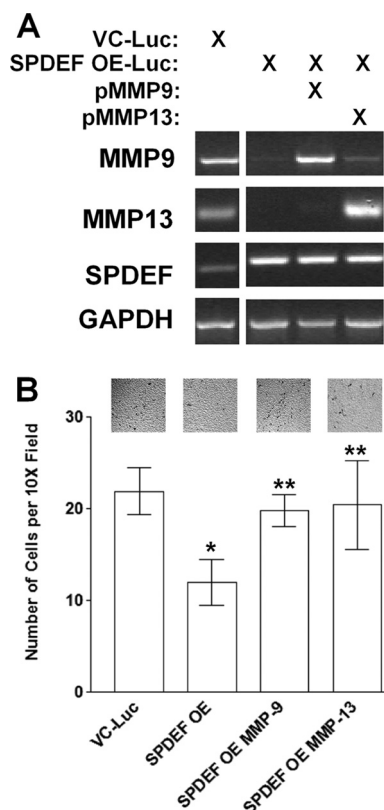 A
VC-Luc: X
SPDEF OE-Luc: X X X
pMMP9: X
pMMP13: X
MMP9
MMP13
SPDEF
GAPDH
B
Number of Cells per 10X Field
30
20
10
0
*
**
**
VC-Luc
SPDEF OE
SPDEF OE MMP-9
SPDEF OE MMP-13